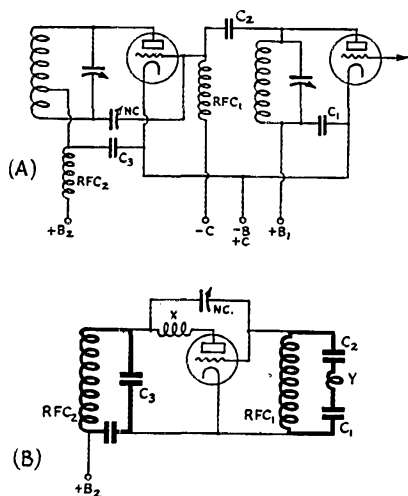 C₂
RFC₁
NC.
C₁
(A)
C₃
RFC₂
+B₂
-C
-B
+C
+B₁
NC.
X
C₂
RFC₂
C₃
RFC₁
Y
C₁
(B)
+B₂